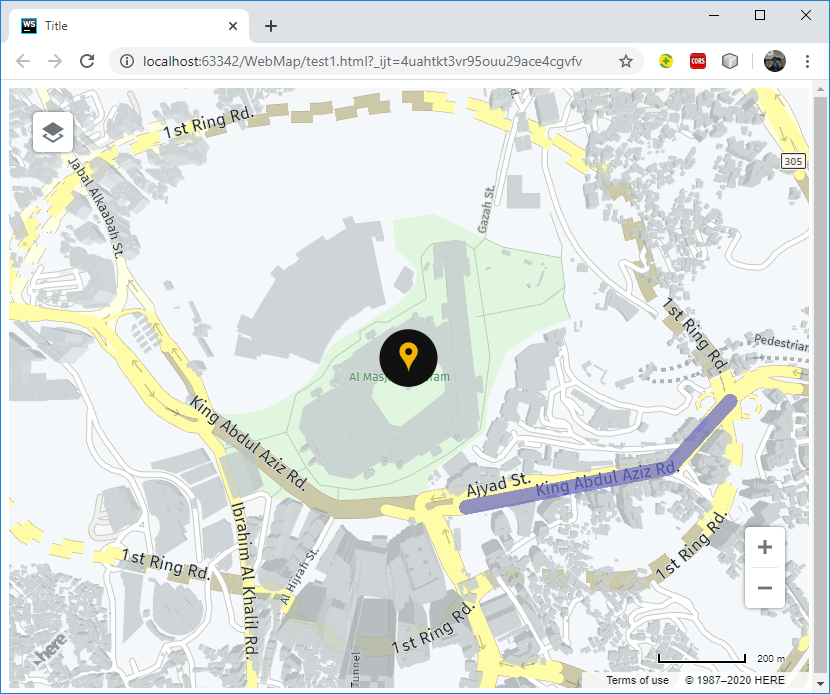 WS
Title
localhost:63342/WebMap/test1.html?_ijt=4uahtkt3vr95ouu29ace4cgvfv
CORS
1st Ring Rd.
305
Jabal Alkaabah St.
Gazah St.
1st Ring Rd.
Pedestrian
Al Mas
ram
King Abdul Aziz Rd.
Ajyad St.
King Abdul Aziz Rd.
Ibrahim Al Khalil Rd.
1st Ring Rd.
1st Ring Rd.
Al Hijrah St.
1st Ring Rd.
Tunnel
here
200 m
Terms of use © 1987–2020 HERE